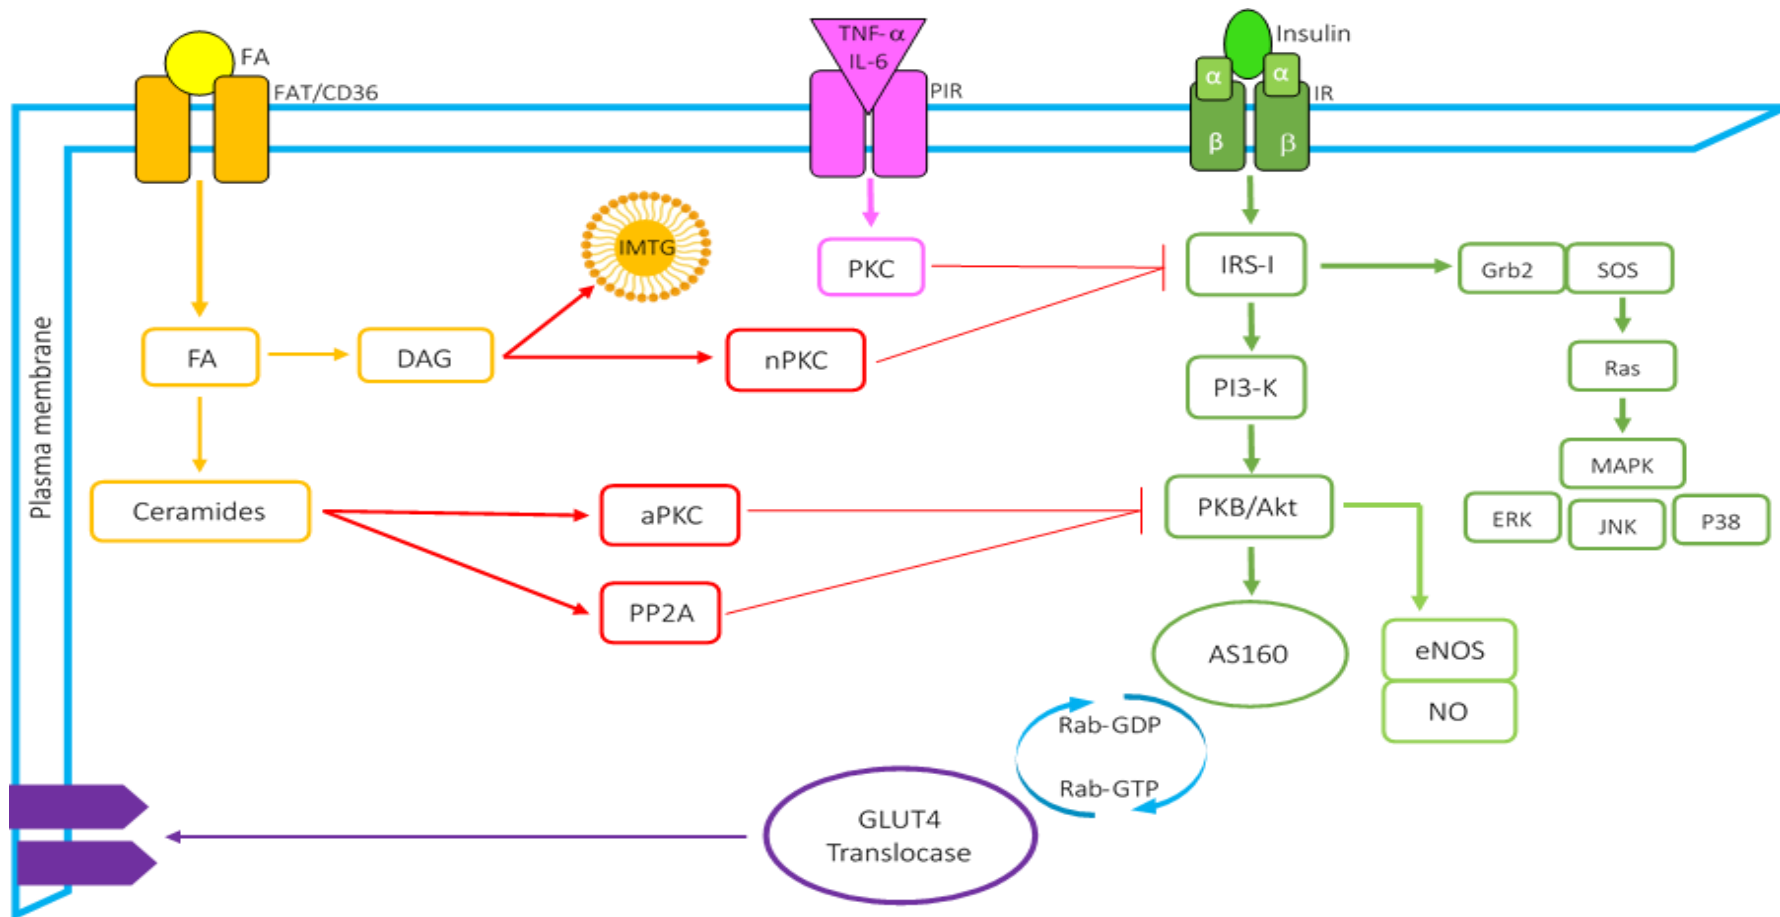 TNF- α
IL-6
FA
FAT/CD36
PIR
Insulin
α
α
IR
β
β
Plasma membrane
IMTG
PKC
IRS-I
Grb2
SOS
FA
DAG
nPKC
PI3-K
Ras
MAPK
ERK
JNK
P38
Ceramides
aPKC
PKB/Akt
PP2A
AS160
eNOS
NO
Rab-GDP
Rab-GTP
GLUT4
Translocase